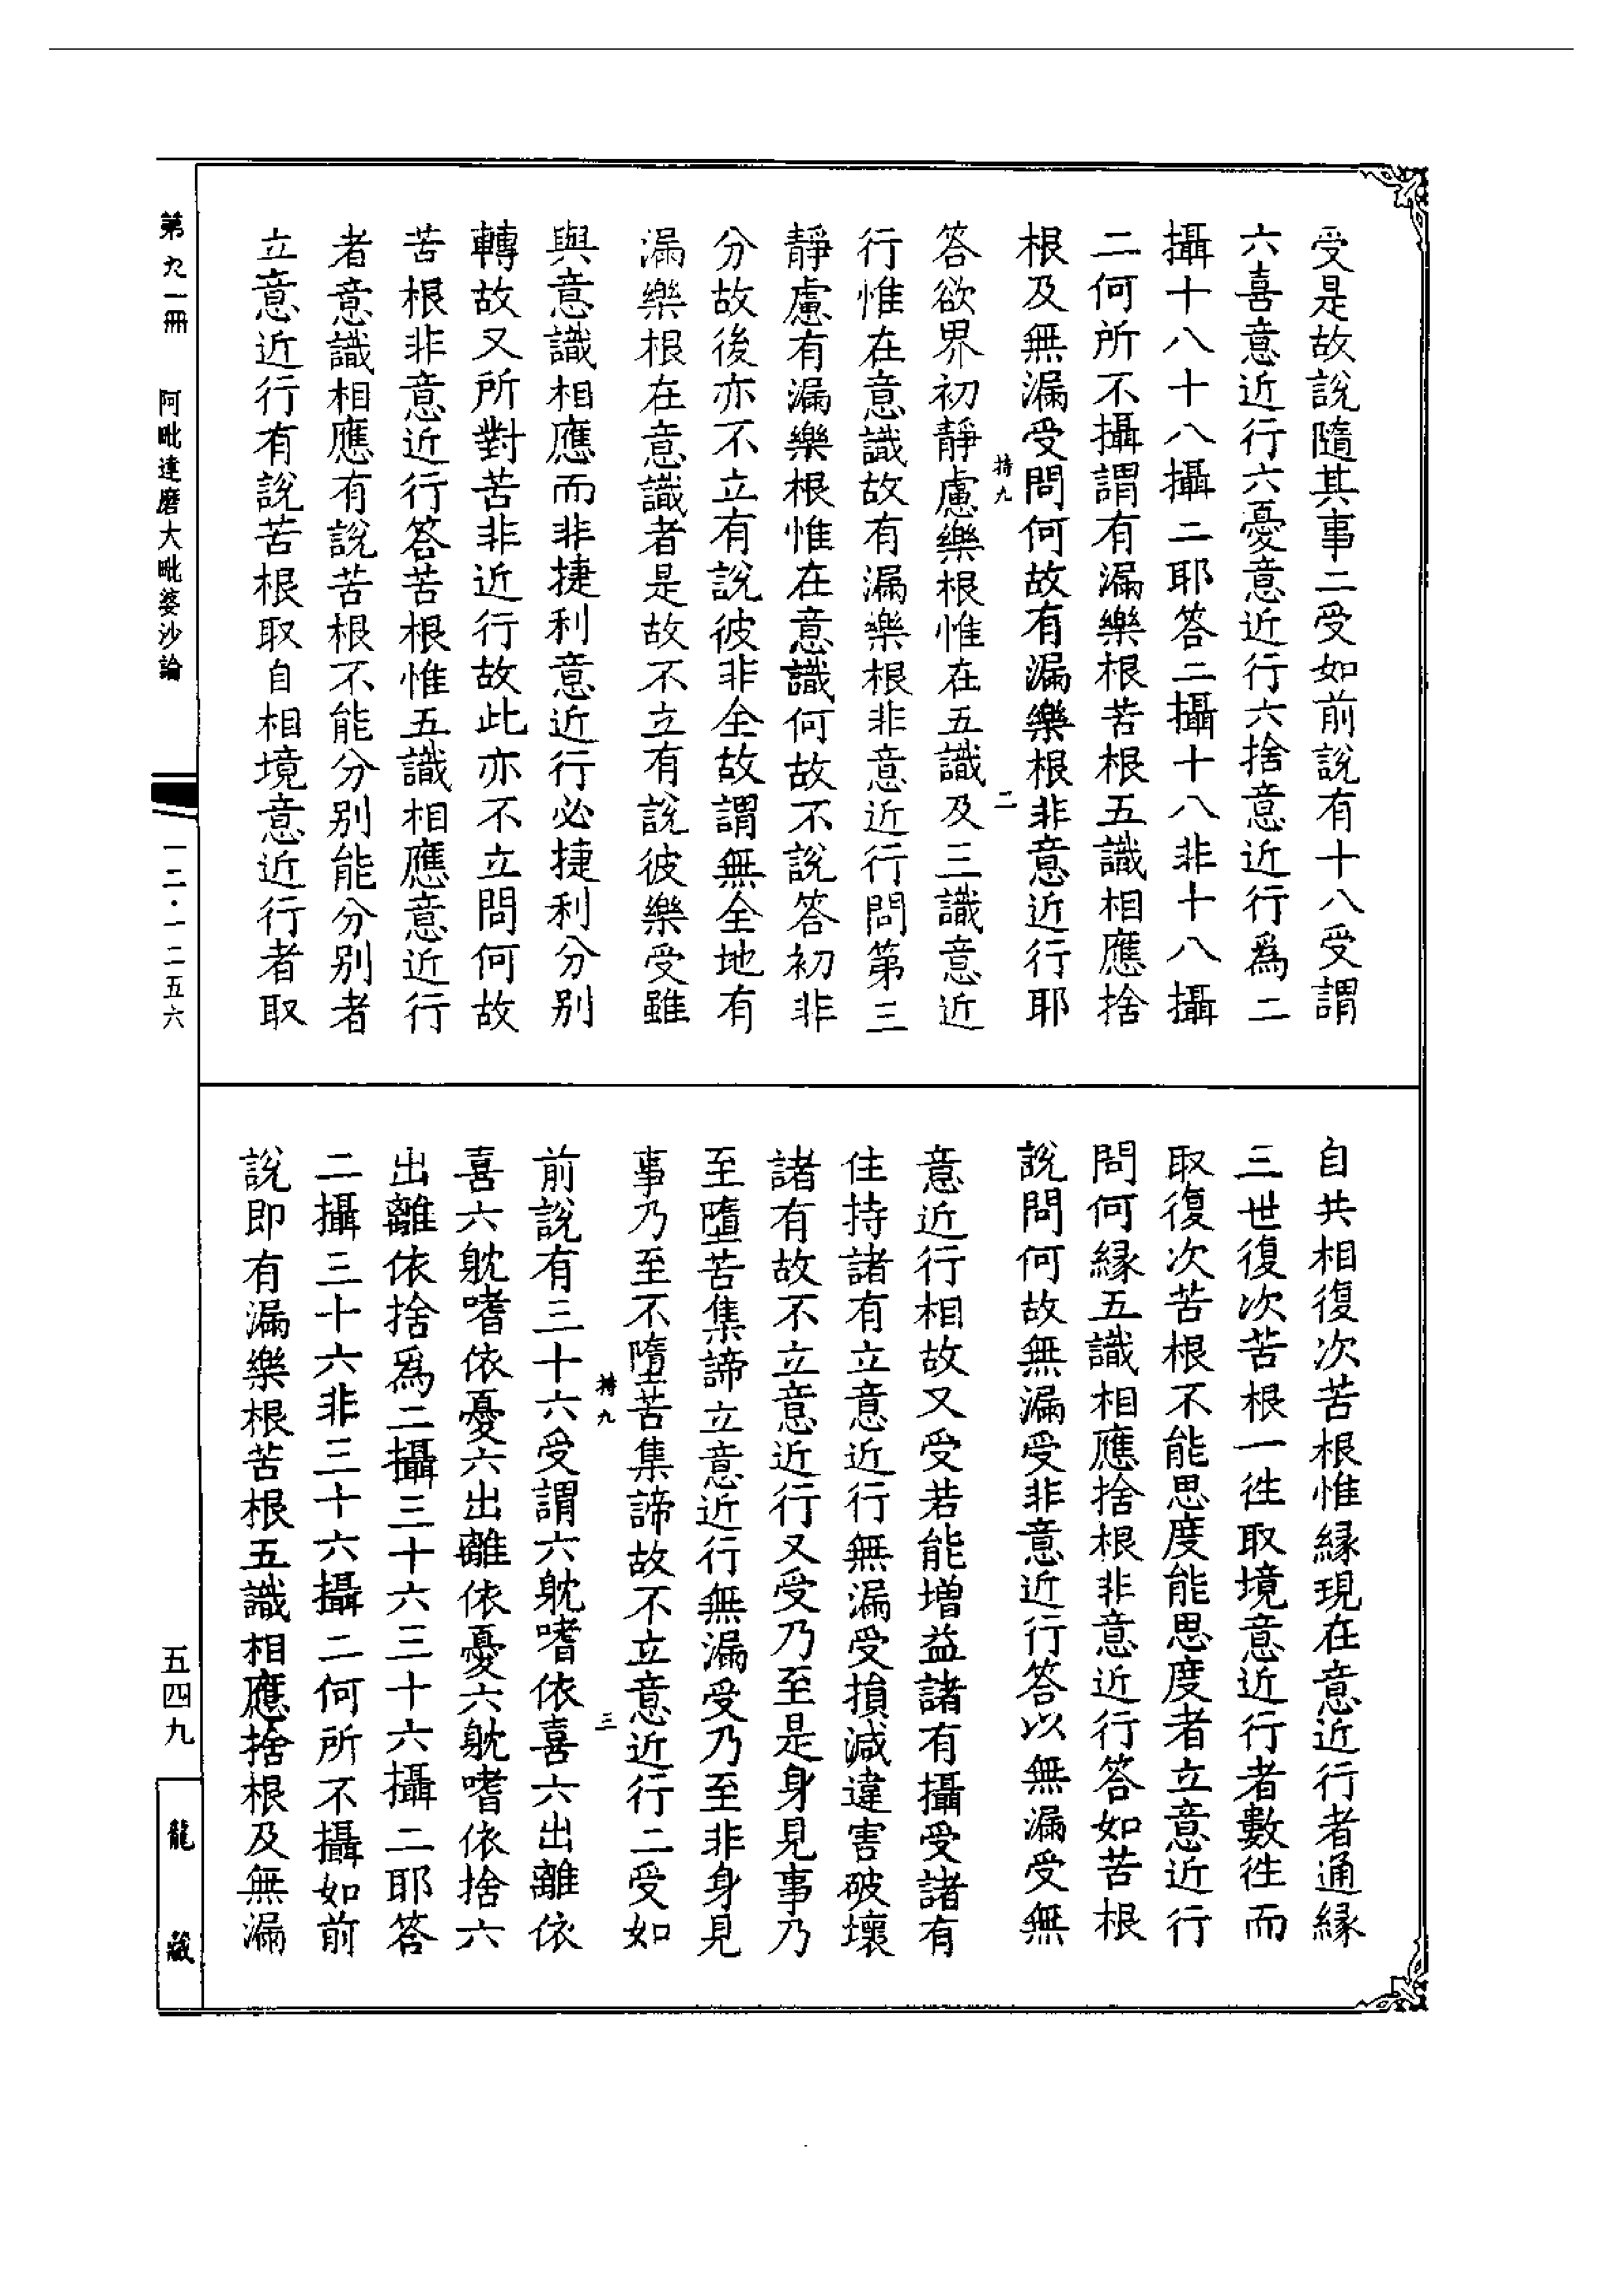 受是故說隨其事二受如前說有十八受謂
六喜意近行六憂意近行六捨意近行爲二
攝十八十八攝二耶答二攝十八非十八攝
二何所不攝謂有漏樂根苦根五識相應捨
根及無漏受問何故有漏樂根非意近行耶
持九 二
答欲界初靜慮樂根惟在五識及三識意近
行惟在意識故有漏樂根非意近行問第三
靜慮有漏樂根惟在意識何故不說答初非
分故後亦不立有說彼非全故謂無全地有
漏樂根在意識者是故不立有說彼樂受雖
與意識相應而非捷利意近行必捷利分别
轉故又所對苦非近行故此亦不立問何故
苦根非意近行答苦根惟五識相應意近行
者意識相應有說苦根不能分别能分别者
立意近行有說苦根取自相境意近行者取
自共相復次苦根惟緣現在意近行者通緣
三世復次苦根一徃取境意近行者數徃而
取復次苦根不能思度能思度者立意近行
問何緣五識相應捨根非意近行答如苦根
說問何故無漏受非意近行答以無漏受無
意近行相故又受若能增益諸有攝受諸有
住持諸有立意近行無漏受損減違害破壞
諸有故不立意近行又受乃至是身見事乃
至墮苦集諦立意近行無漏受乃至非身見
事乃至不墮苦集諦故不立意近行二受如
持九 三
前說有三十六受謂六躭嗜依喜六出離依
喜六躭嗜依憂六出離依憂六躭嗜依捨六
出離依捨爲二攝三十六三十六攝二耶答
二攝三十六非三十六攝二何所不攝如前
說即有漏樂根苦根五識相應捨根及無漏
第九一冊 阿毗達磨大毗婆沙論
一二·一二五六
五四九
龍藏